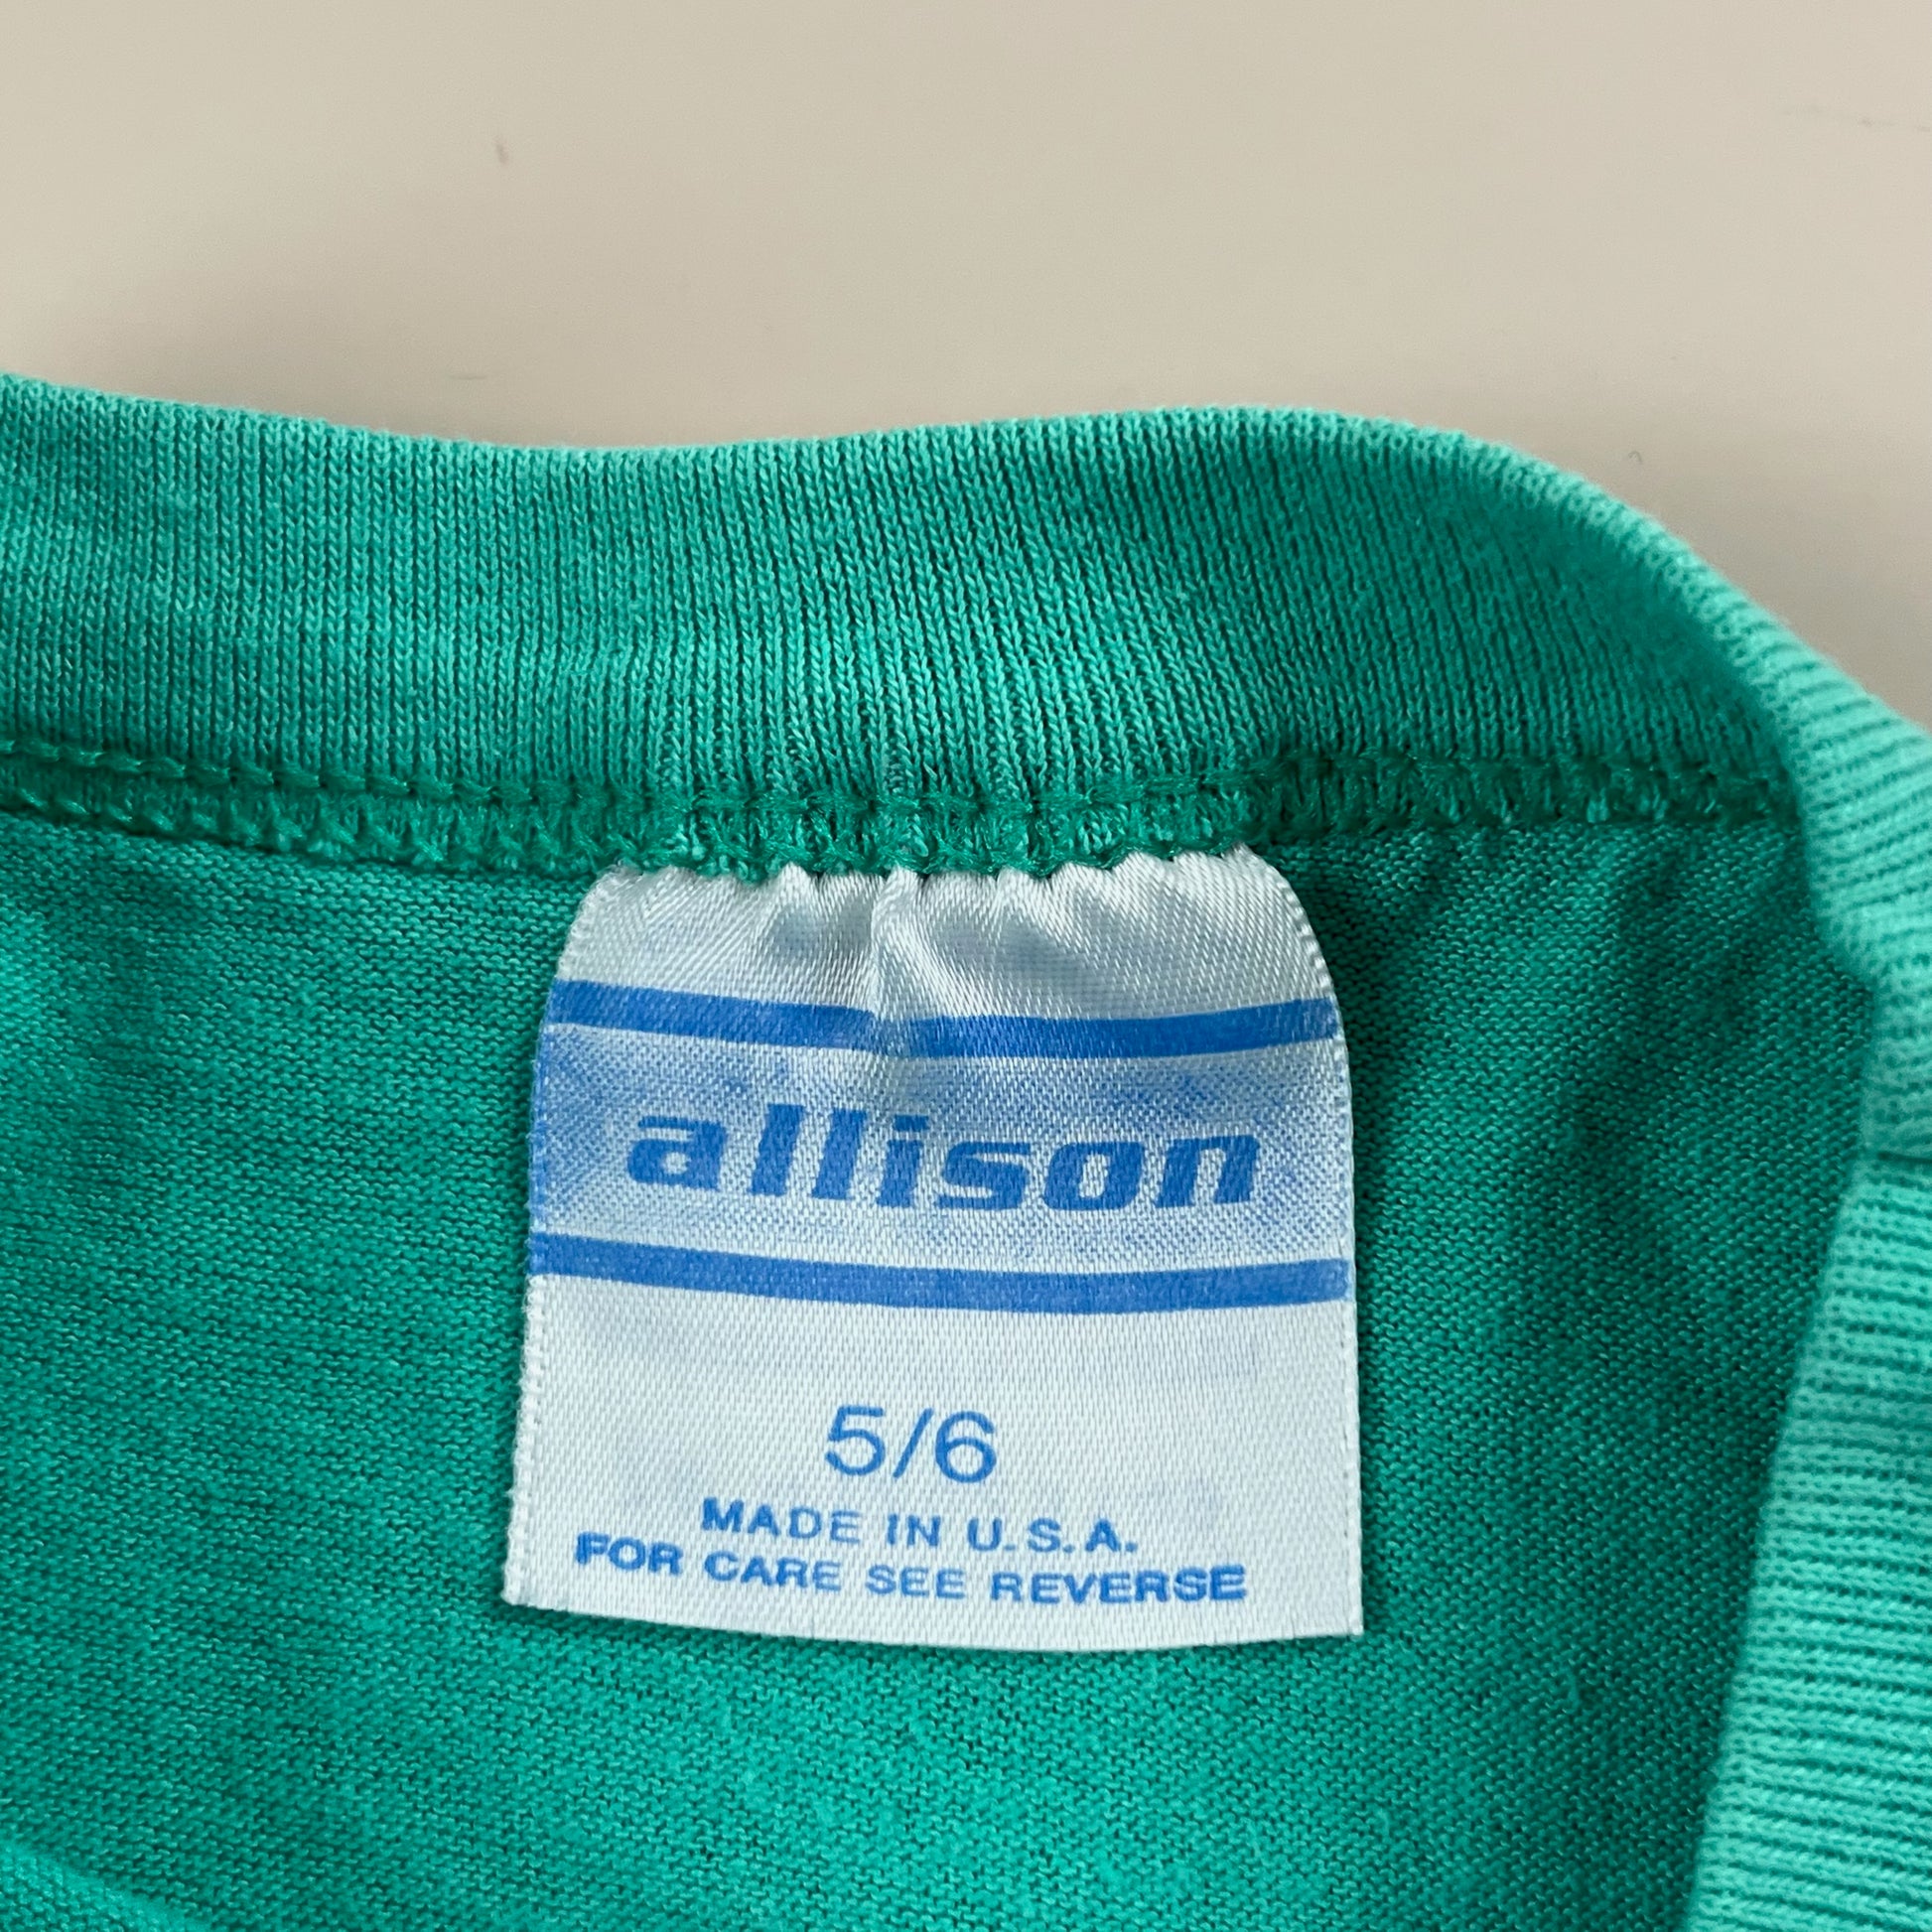 allison
5/6
MADE IN U.S.A.
FOR CARE SEE REVERSE